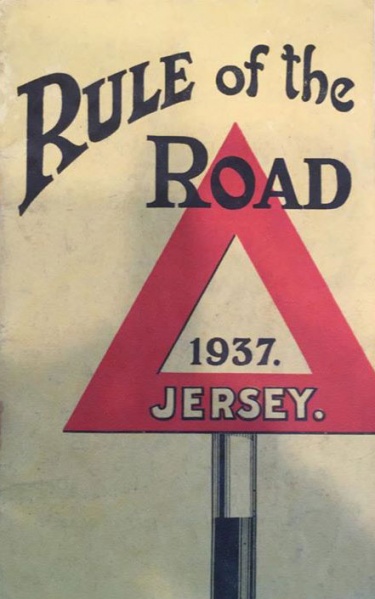 RULE of the
ROAD
1937.
JERSEY.